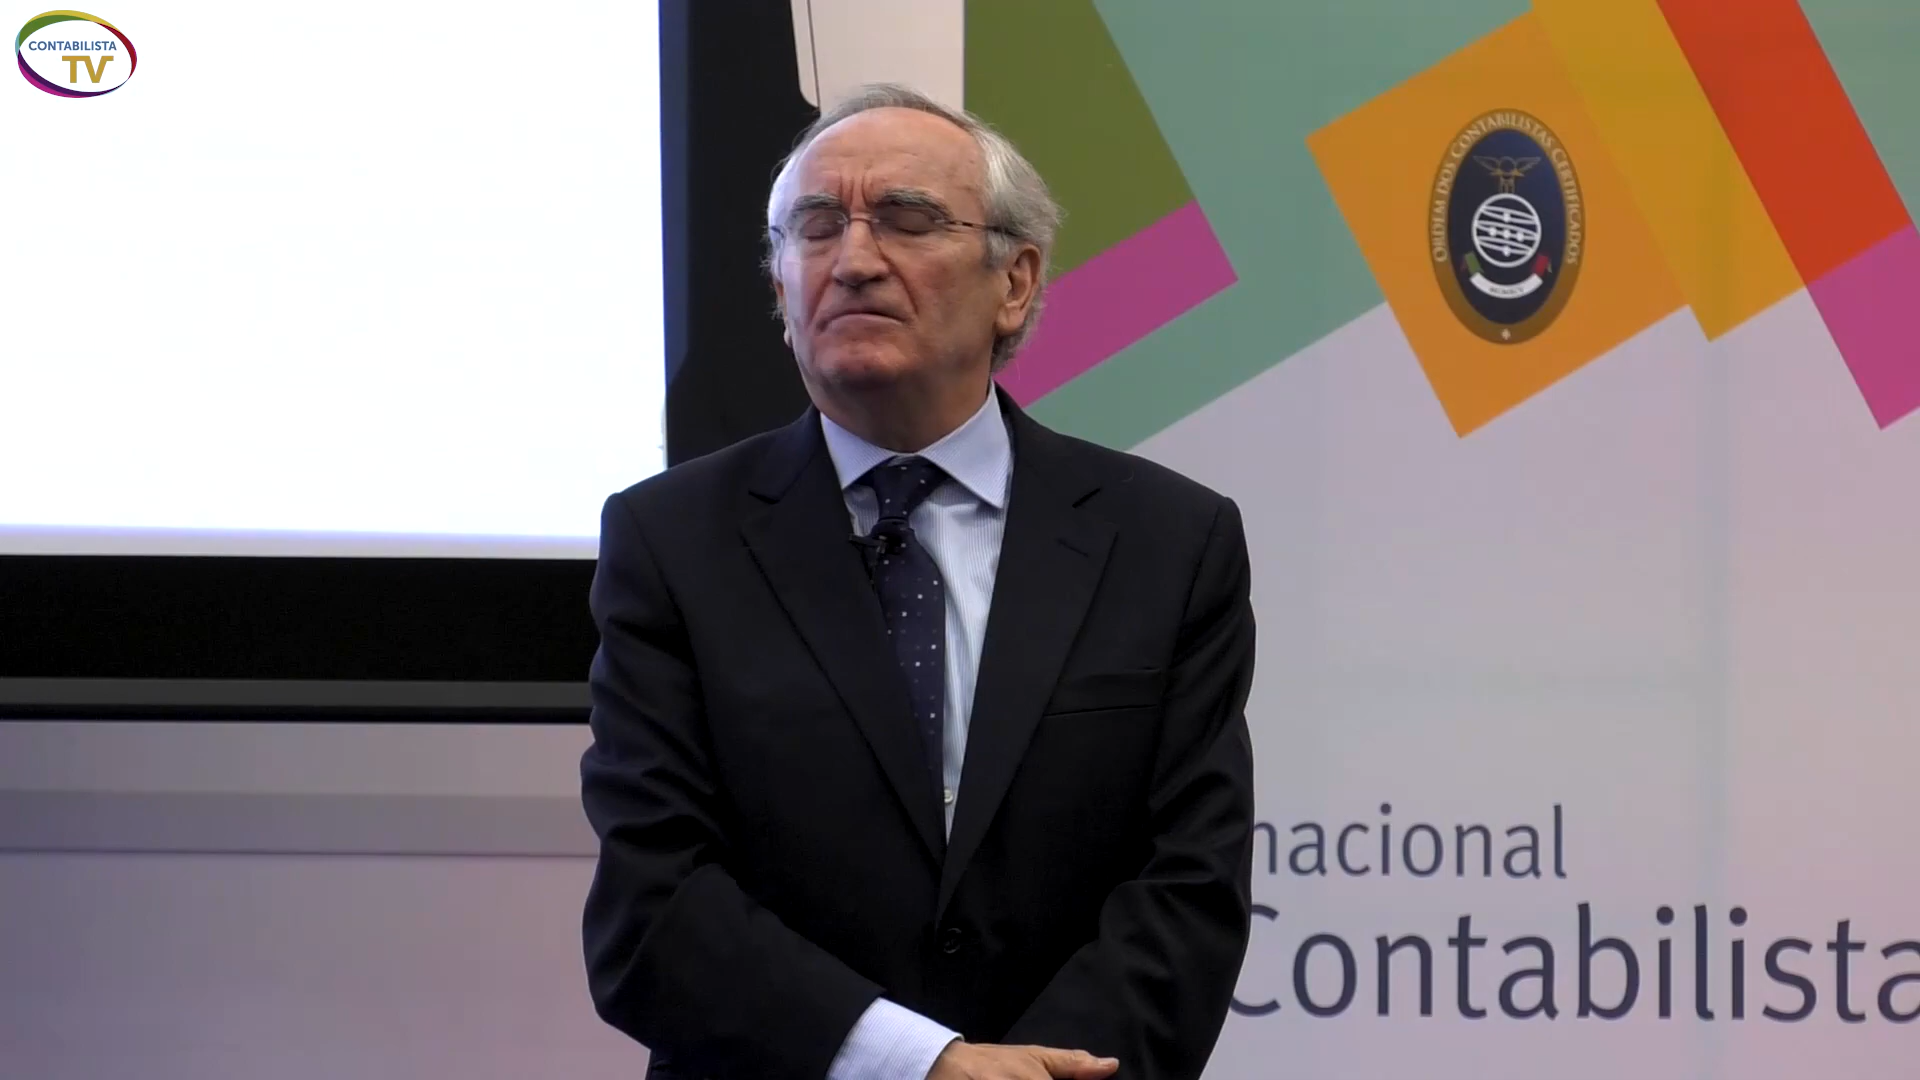 CONTABILISTA
TV
ORDEM DOS CONTABILISTAS CERTIFICADOS
nacional
Contabilista